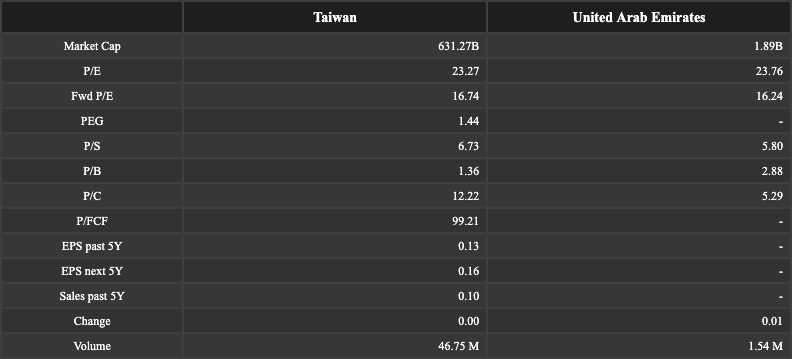 Taiwan United Arab Emirates
Market Cap 631.27B 1.89B
P/E 23.27 23.76
Fwd P/E 16.74 16.24
PEG 1.44 -
P/S 6.73 5.80
P/B 1.36 2.88
P/C 12.22 5.29
P/FCF 99.21 -
EPS past 5Y 0.13 -
EPS next 5Y 0.16 -
Sales past 5Y 0.10 -
Change 0.00 0.01
Volume 46.75 M 1.54 M